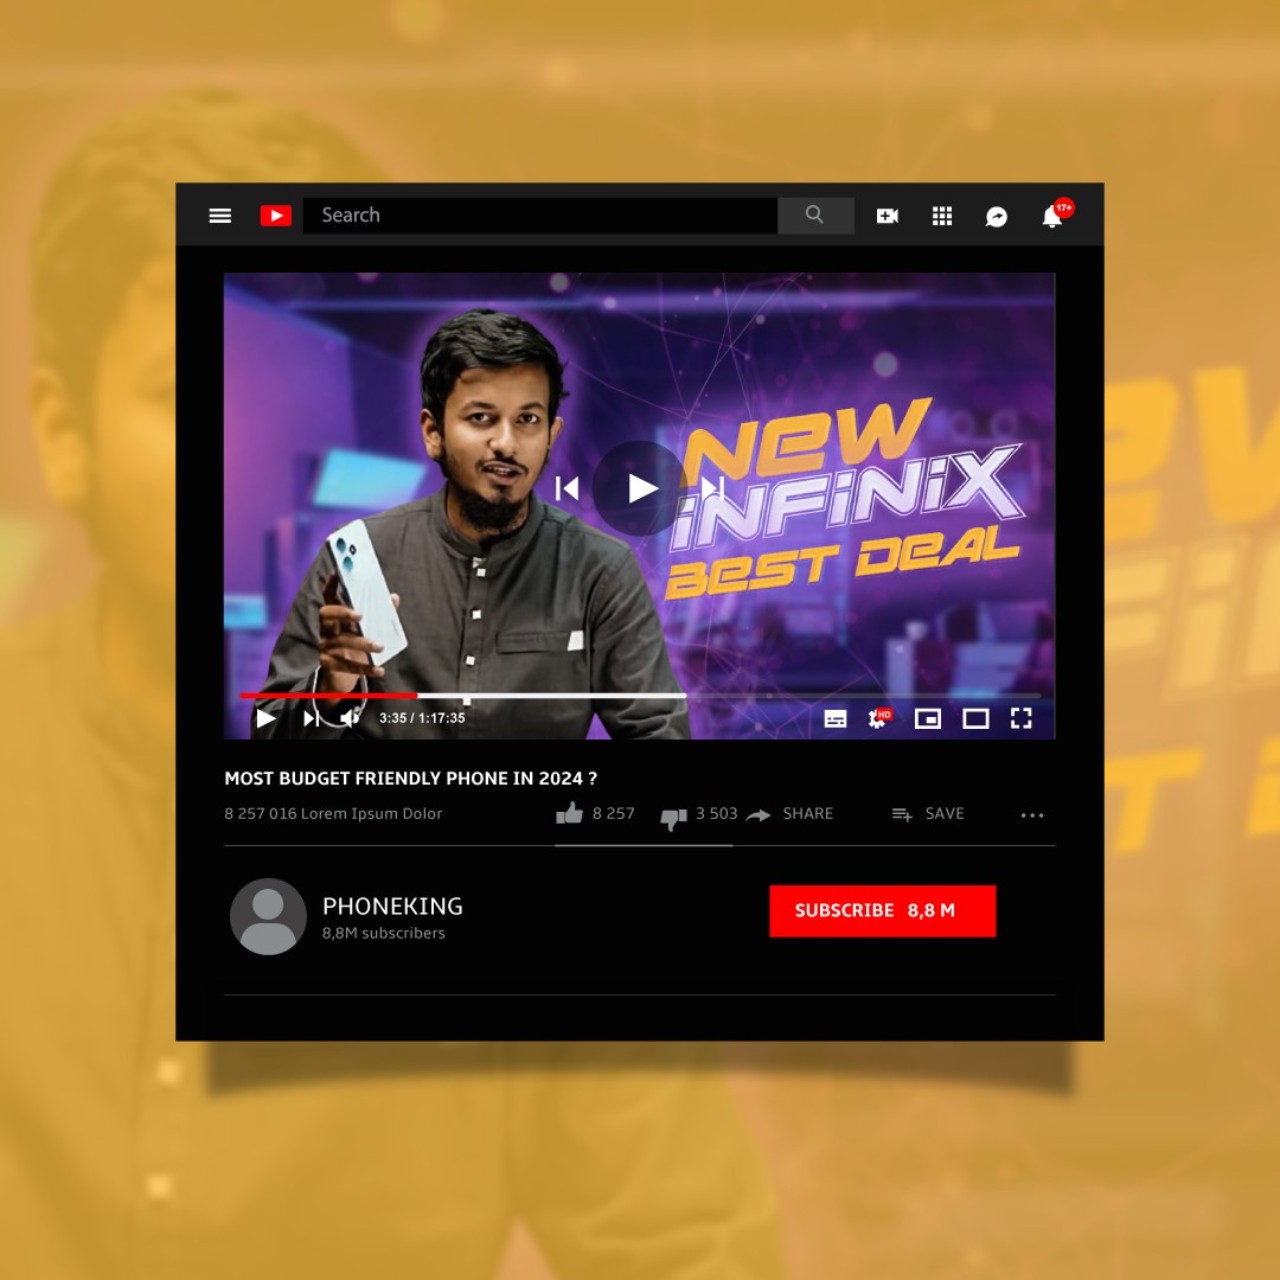 Search
17+
NEW
INFINIX
BEST DEAL
3:35 / 1:17:35
HD
MOST BUDGET FRIENDLY PHONE IN 2024 ?
8 257 016 Lorem Ipsum Dolor
8 257
3 503
SHARE
SAVE
PHONEKING
8,8M subscribers
SUBSCRIBE 8,8 M